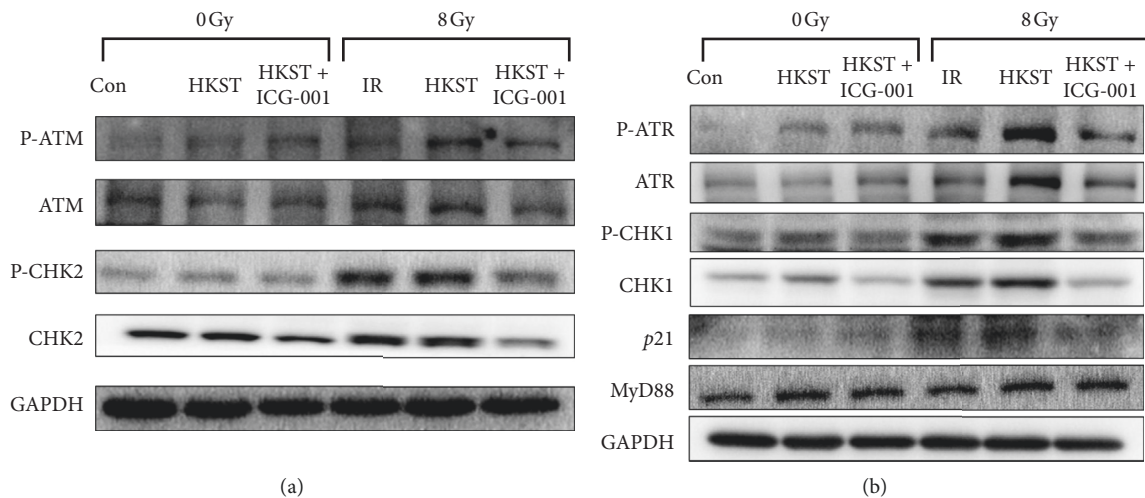 0 Gy 8 Gy
Con HKST HKST + ICG-001 IR HKST HKST + ICG-001
P-ATM
ATM
P-CHK2
CHK2
GAPDH
(a)
0 Gy 8 Gy
Con HKST HKST + ICG-001 IR HKST HKST + ICG-001
P-ATR
ATR
P-CHK1
CHK1
p21
MyD88
GAPDH
(b)